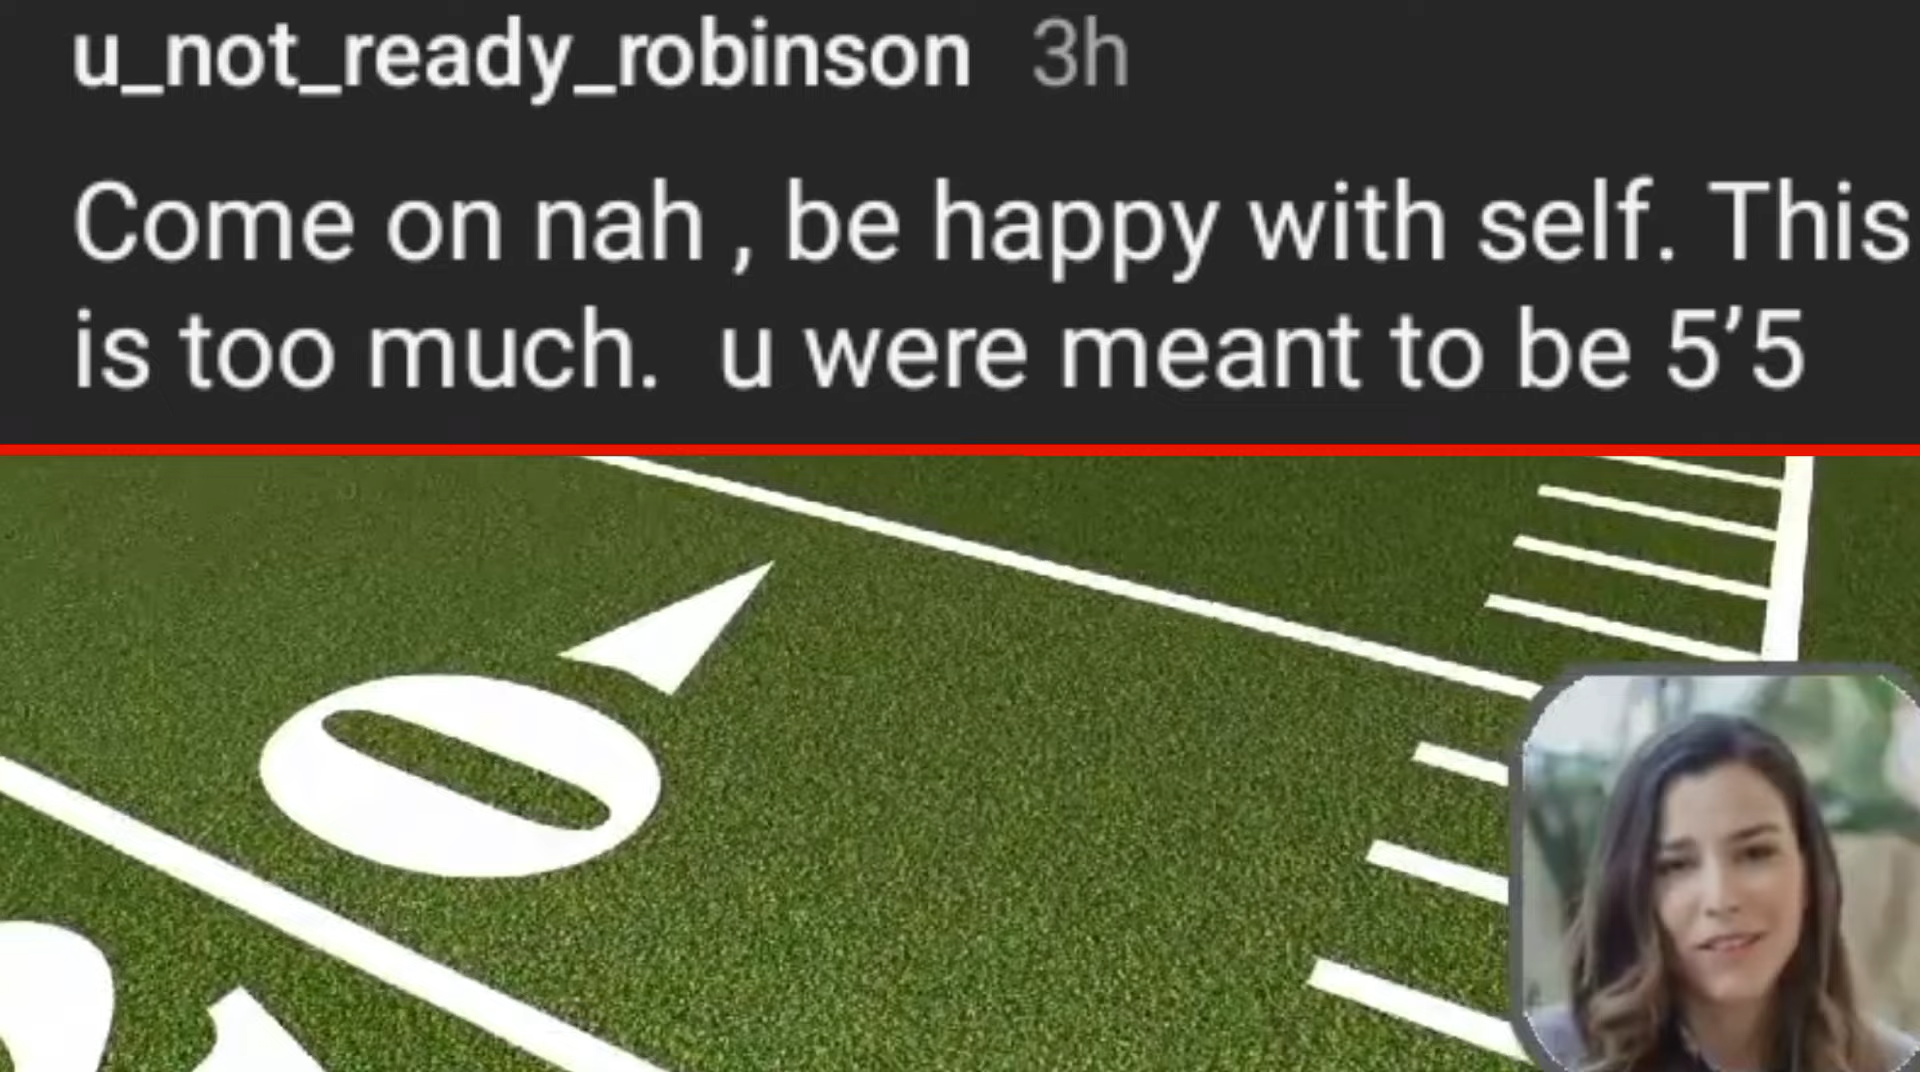 u_not_ready_robinson 3h
Come on nah , be happy with self. This
is too much.  u were meant to be 5’5
0